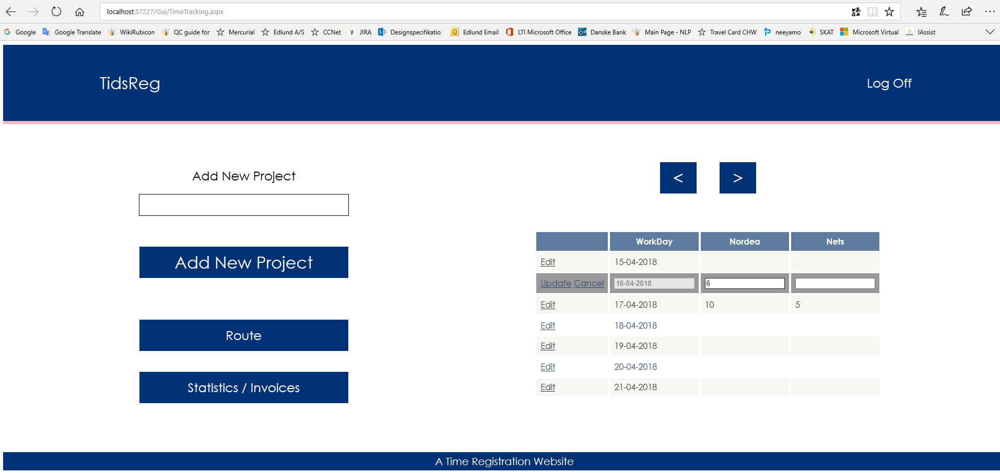 localhost:57227/Gui/TimeTracking.aspx
Google Google Translate WikiRubicon QC guide for Mercurial Edlund A/S CCNet JIRA Designspecifikatio Edlund Email LTI Microsoft Office Danske Bank Main Page - NLP Travel Card CHW neeyamo SKAT Microsoft Virtual IAssist
TidsReg Log Off
Add New Project
< >
Add New Project
Route
Statistics / Invoices
WorkDay Nordea Nets
Edit 15-04-2018
Update Cancel 16-04-2018 6
Edit 17-04-2018 10 5
Edit 18-04-2018
Edit 19-04-2018
Edit 20-04-2018
Edit 21-04-2018
A Time Registration Website